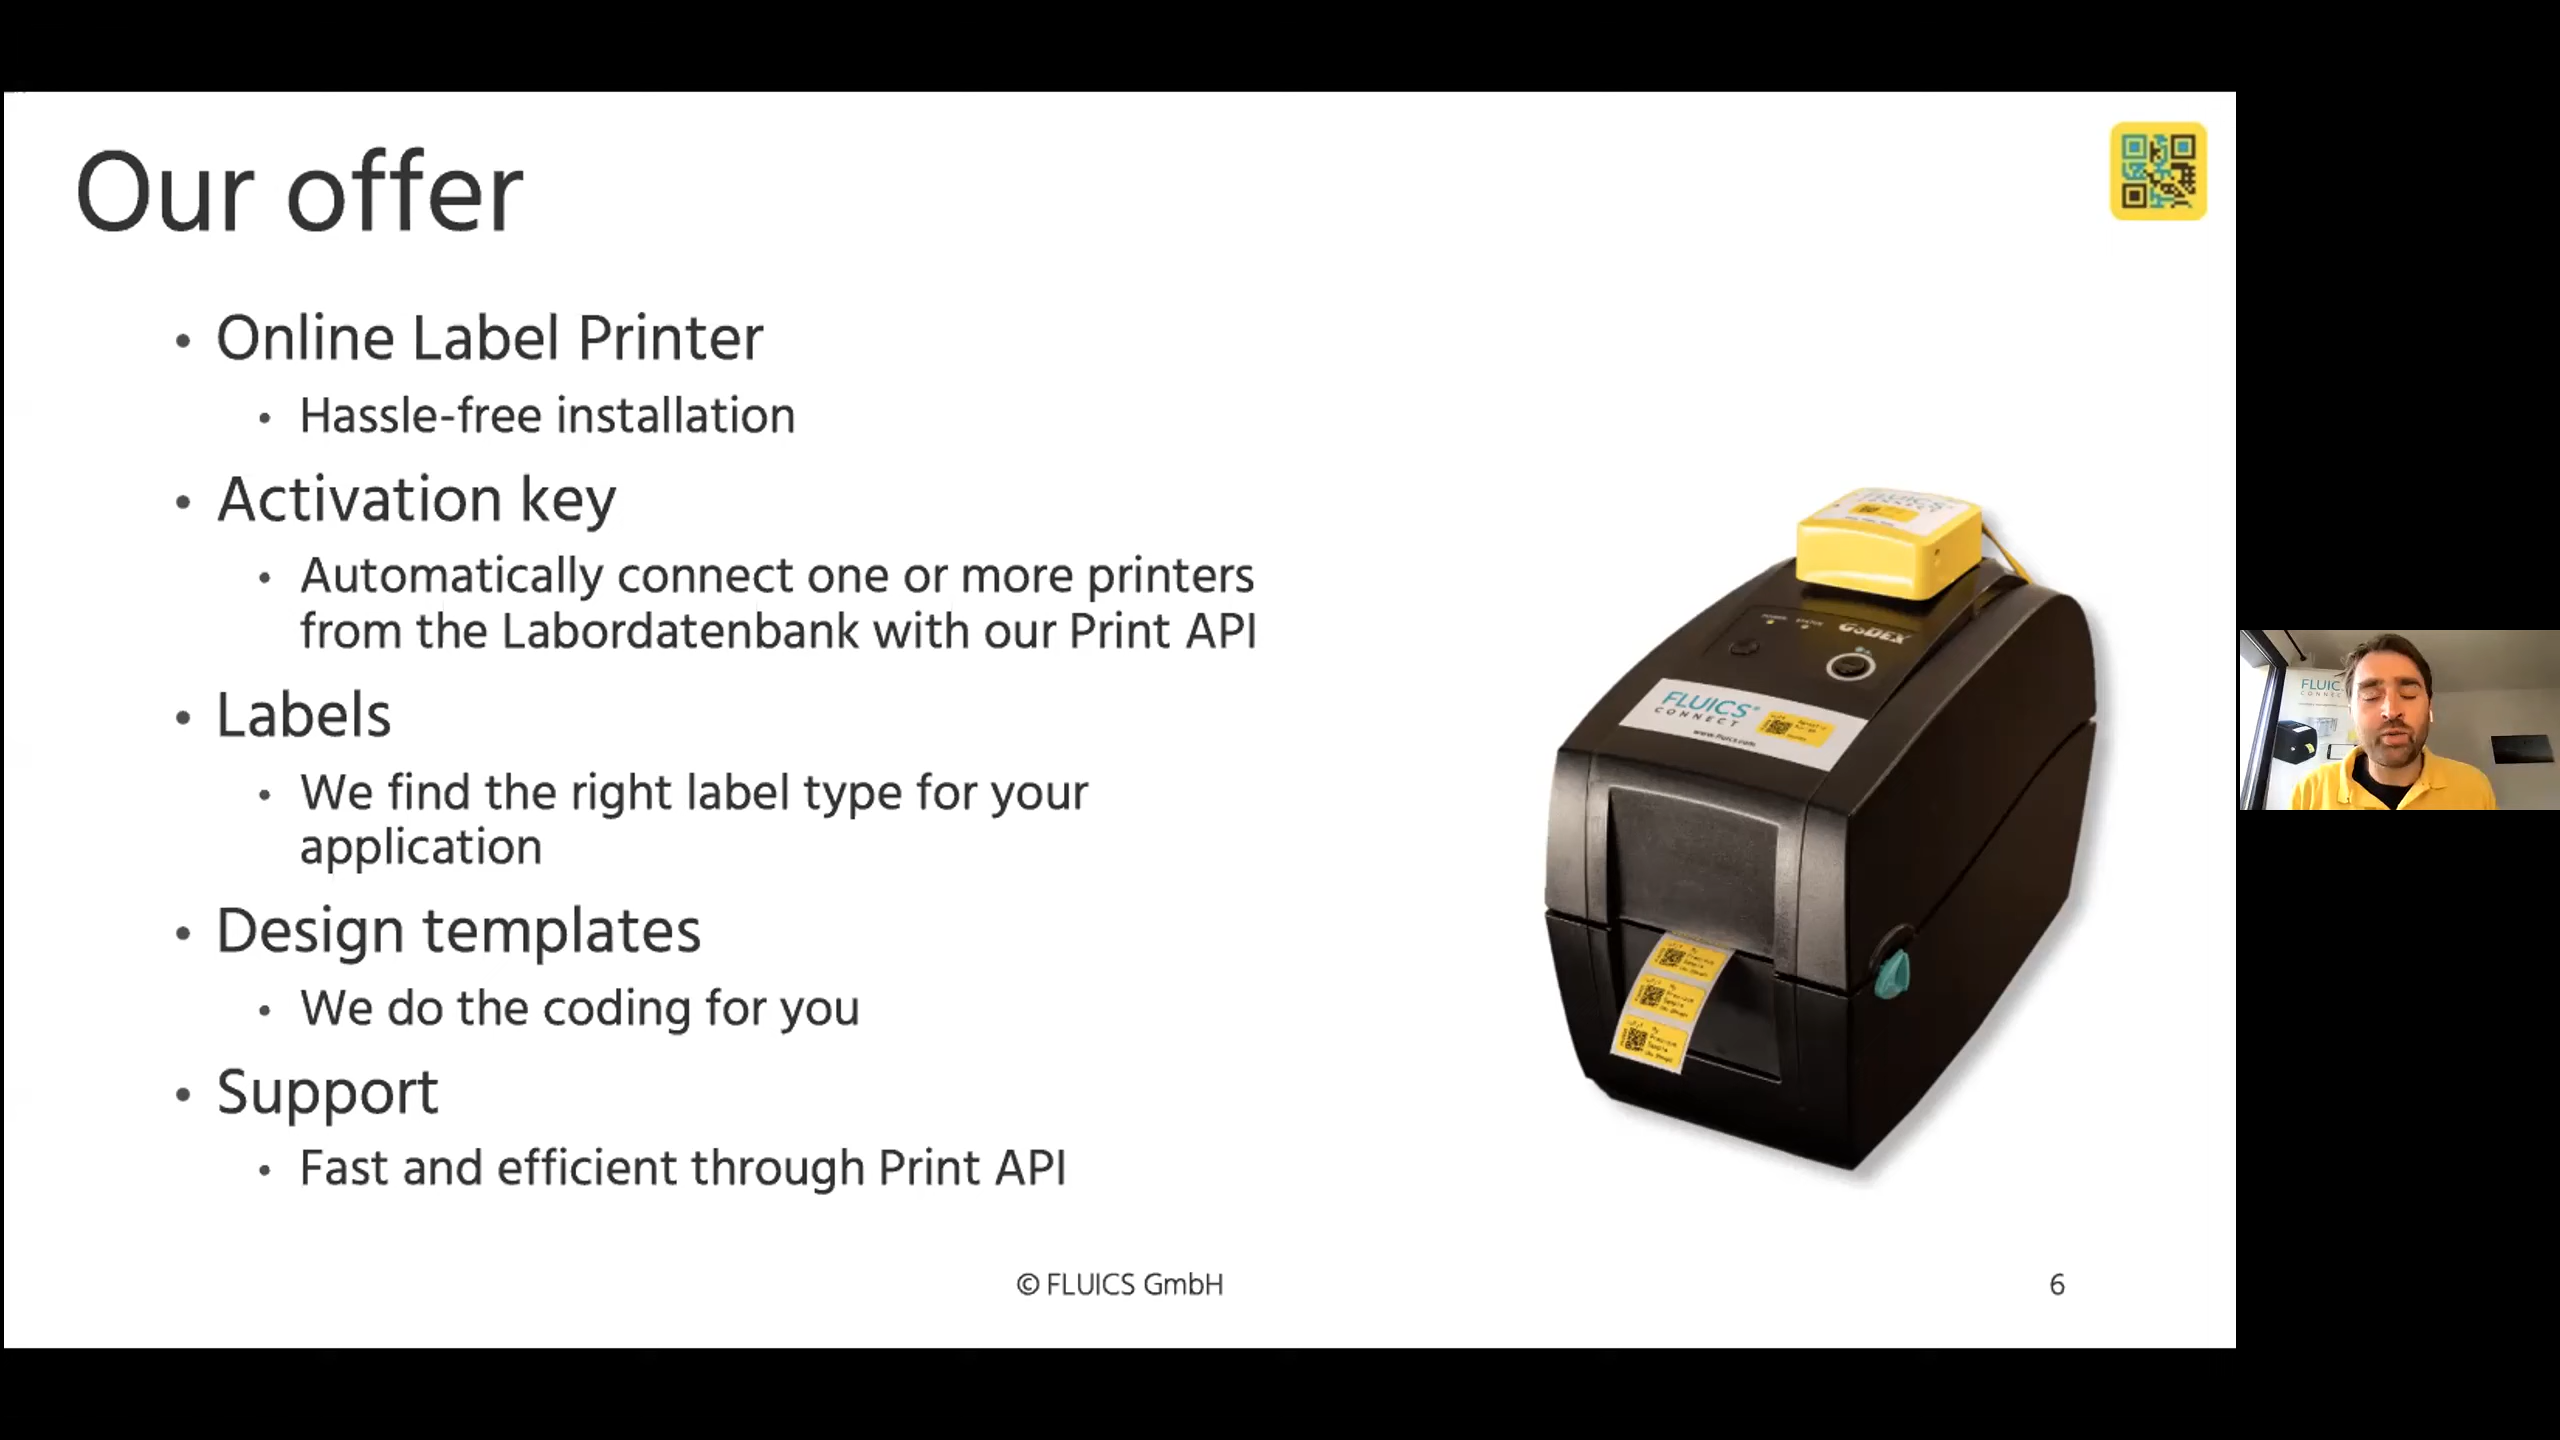 Our offer
• Online Label Printer
• Hassle-free installation
• Activation key
• Automatically connect one or more printers
from the Labordatenbank with our Print API
• Labels
• We find the right label type for your
application
• Design templates
• We do the coding for you
• Support
• Fast and efficient through Print API
GoDEX
FLUICS®
CONNECT
www.fluics.com
FLUIC
© FLUICS GmbH
6